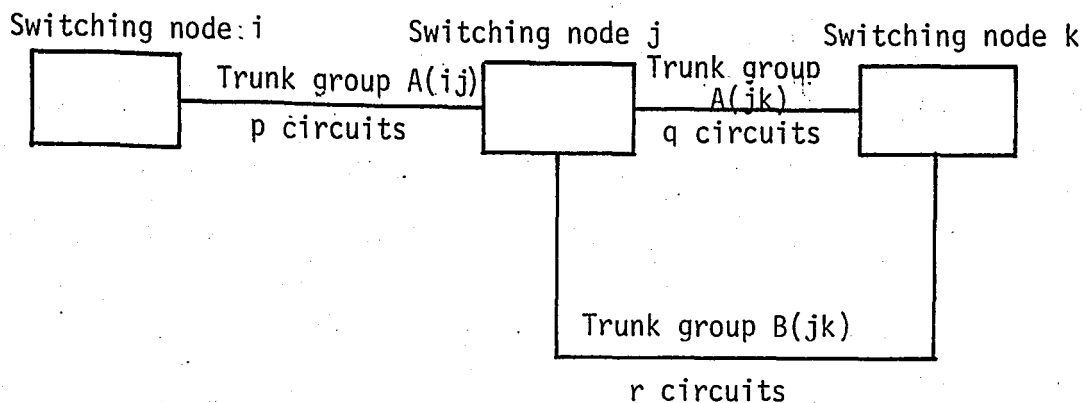 Switching node i
Switching node j
Switching node k
Trunk group A(ij)
p circuits
Trunk group
A(jk)
q circuits
Trunk group B(jk)
r circuits